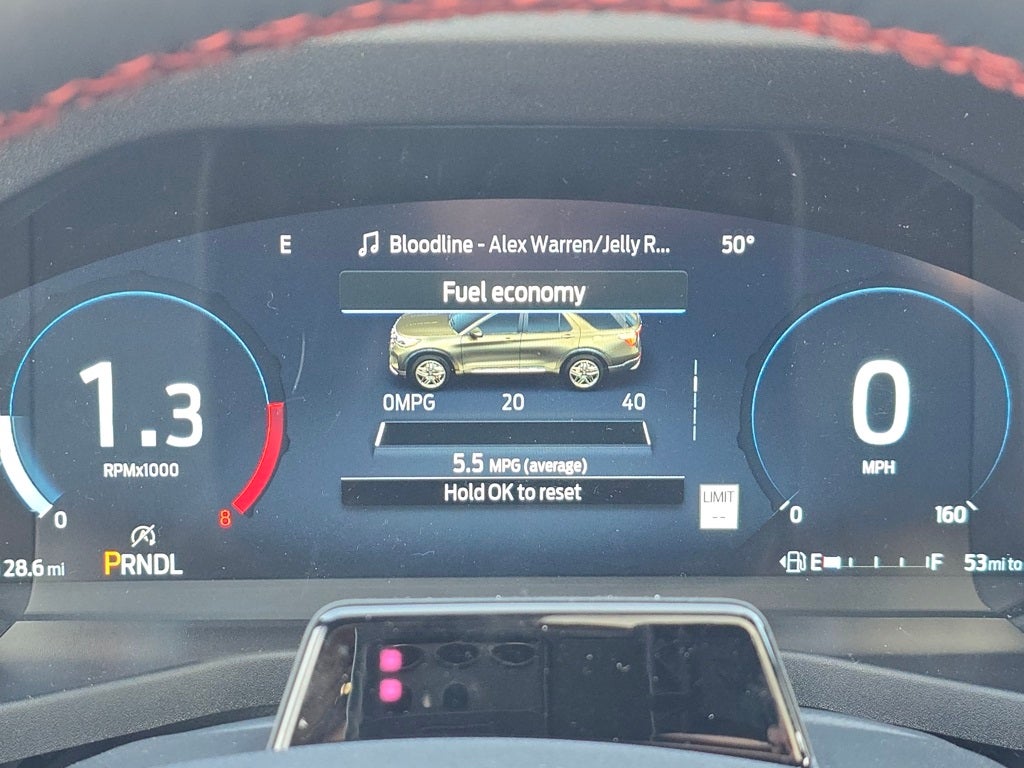 E
Bloodline - Alex Warren/Jelly R...
50°
Fuel economy
0MPG 20 40
5.5 MPG (average)
Hold OK to reset
1.3
RPMx1000
0
8
0
MPH
0
160
LIMIT
--
28.6 mi
PRNDL
E
F
53 mi to